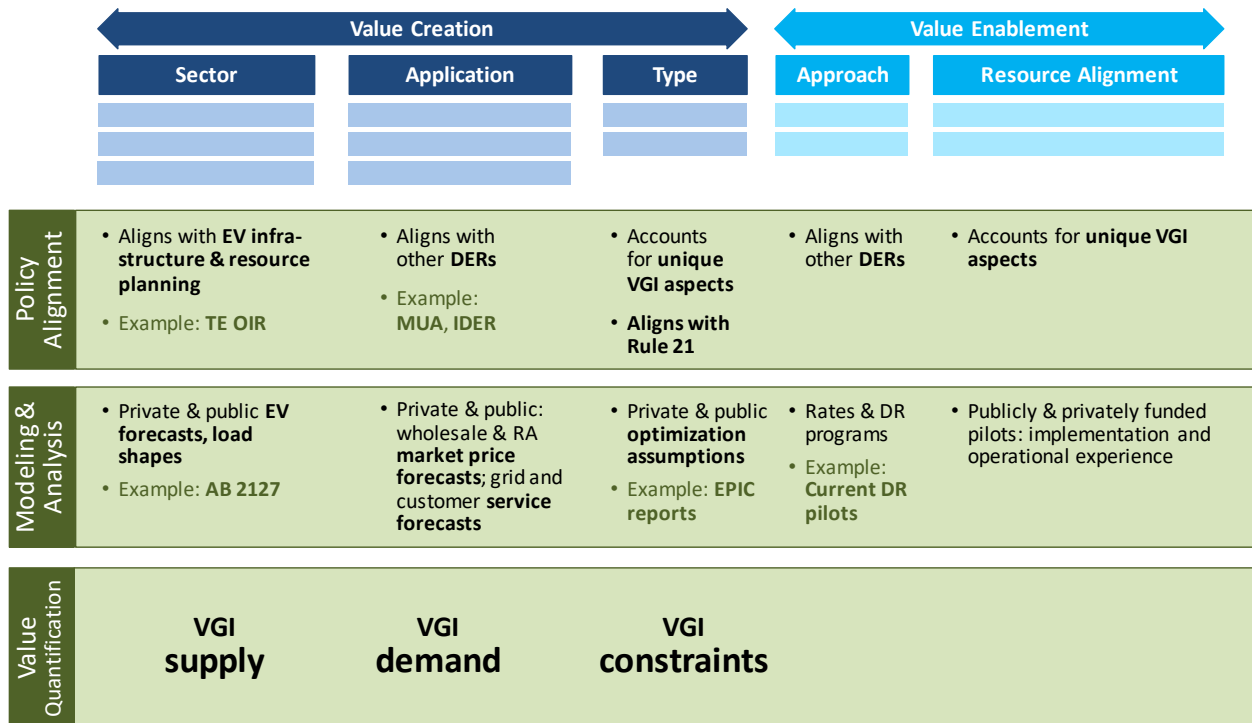 Value Creation
Value Enablement
Sector
Application
Type
Approach
Resource Alignment
Policy
Alignment
• Aligns with EV infra-
structure & resource
planning
• Example: TE OIR
• Aligns with
other DERs
• Example:
MUA, IDER
• Accounts
for unique
VGI aspects
• Aligns with
Rule 21
• Aligns with
other DERs
• Accounts for unique VGI
aspects
Modeling &
Analysis
• Private & public EV
forecasts, load
shapes
• Example: AB 2127
• Private & public:
wholesale & RA
market price
forecasts; grid and
customer service
forecasts
• Private & public
optimization
assumptions
• Example: EPIC
reports
• Rates & DR
programs
• Example:
Current DR
pilots
• Publicly & privately funded
pilots: implementation and
operational experience
Value
Quantification
VGI
supply
VGI
demand
VGI
constraints